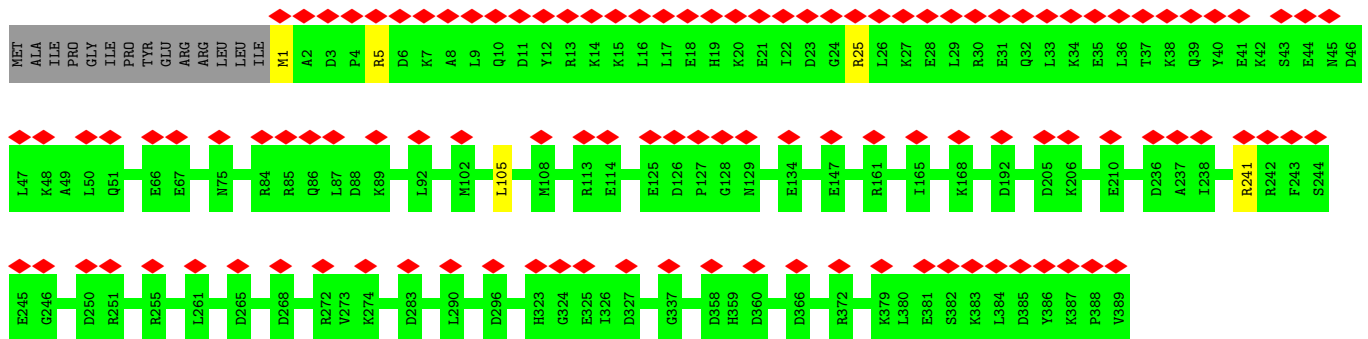 MET ALA ILE PRO GLY ILE PRO TYR GLU ARG ARG LEU LEU ILE M1 A2 D3 P4 R5 D6 K7 A8 L9 Q10 D11 Y12 R13 K14 K15 L16 L17 E18 H19 K20 E21 I22 D23 G24 R25 L26 K27 E28 L29 R30 E31 Q32 L33 K34 E35 L36 T37 K38 Q39 Y40 E41 K42 S43 E44 N45 D46
L47 K48 A49 L50 Q51 E66 E67 N75 R84 R85 Q86 L87 D88 K89 L92 M102 L105 M108 R113 E114 E125 D126 P127 G128 N129 E134 E147 R161 I165 K168 D192 D205 K206 E210 D236 A237 I238 R241 R242 F243 S244
E245 G246 D250 R251 R255 L261 D265 D268 R272 V273 K274 D283 L290 D296 H323 G324 E325 I326 D327 G337 D358 H359 D360 D366 R372 K379 L380 E381 S382 K383 L384 D385 Y386 K387 P388 V389